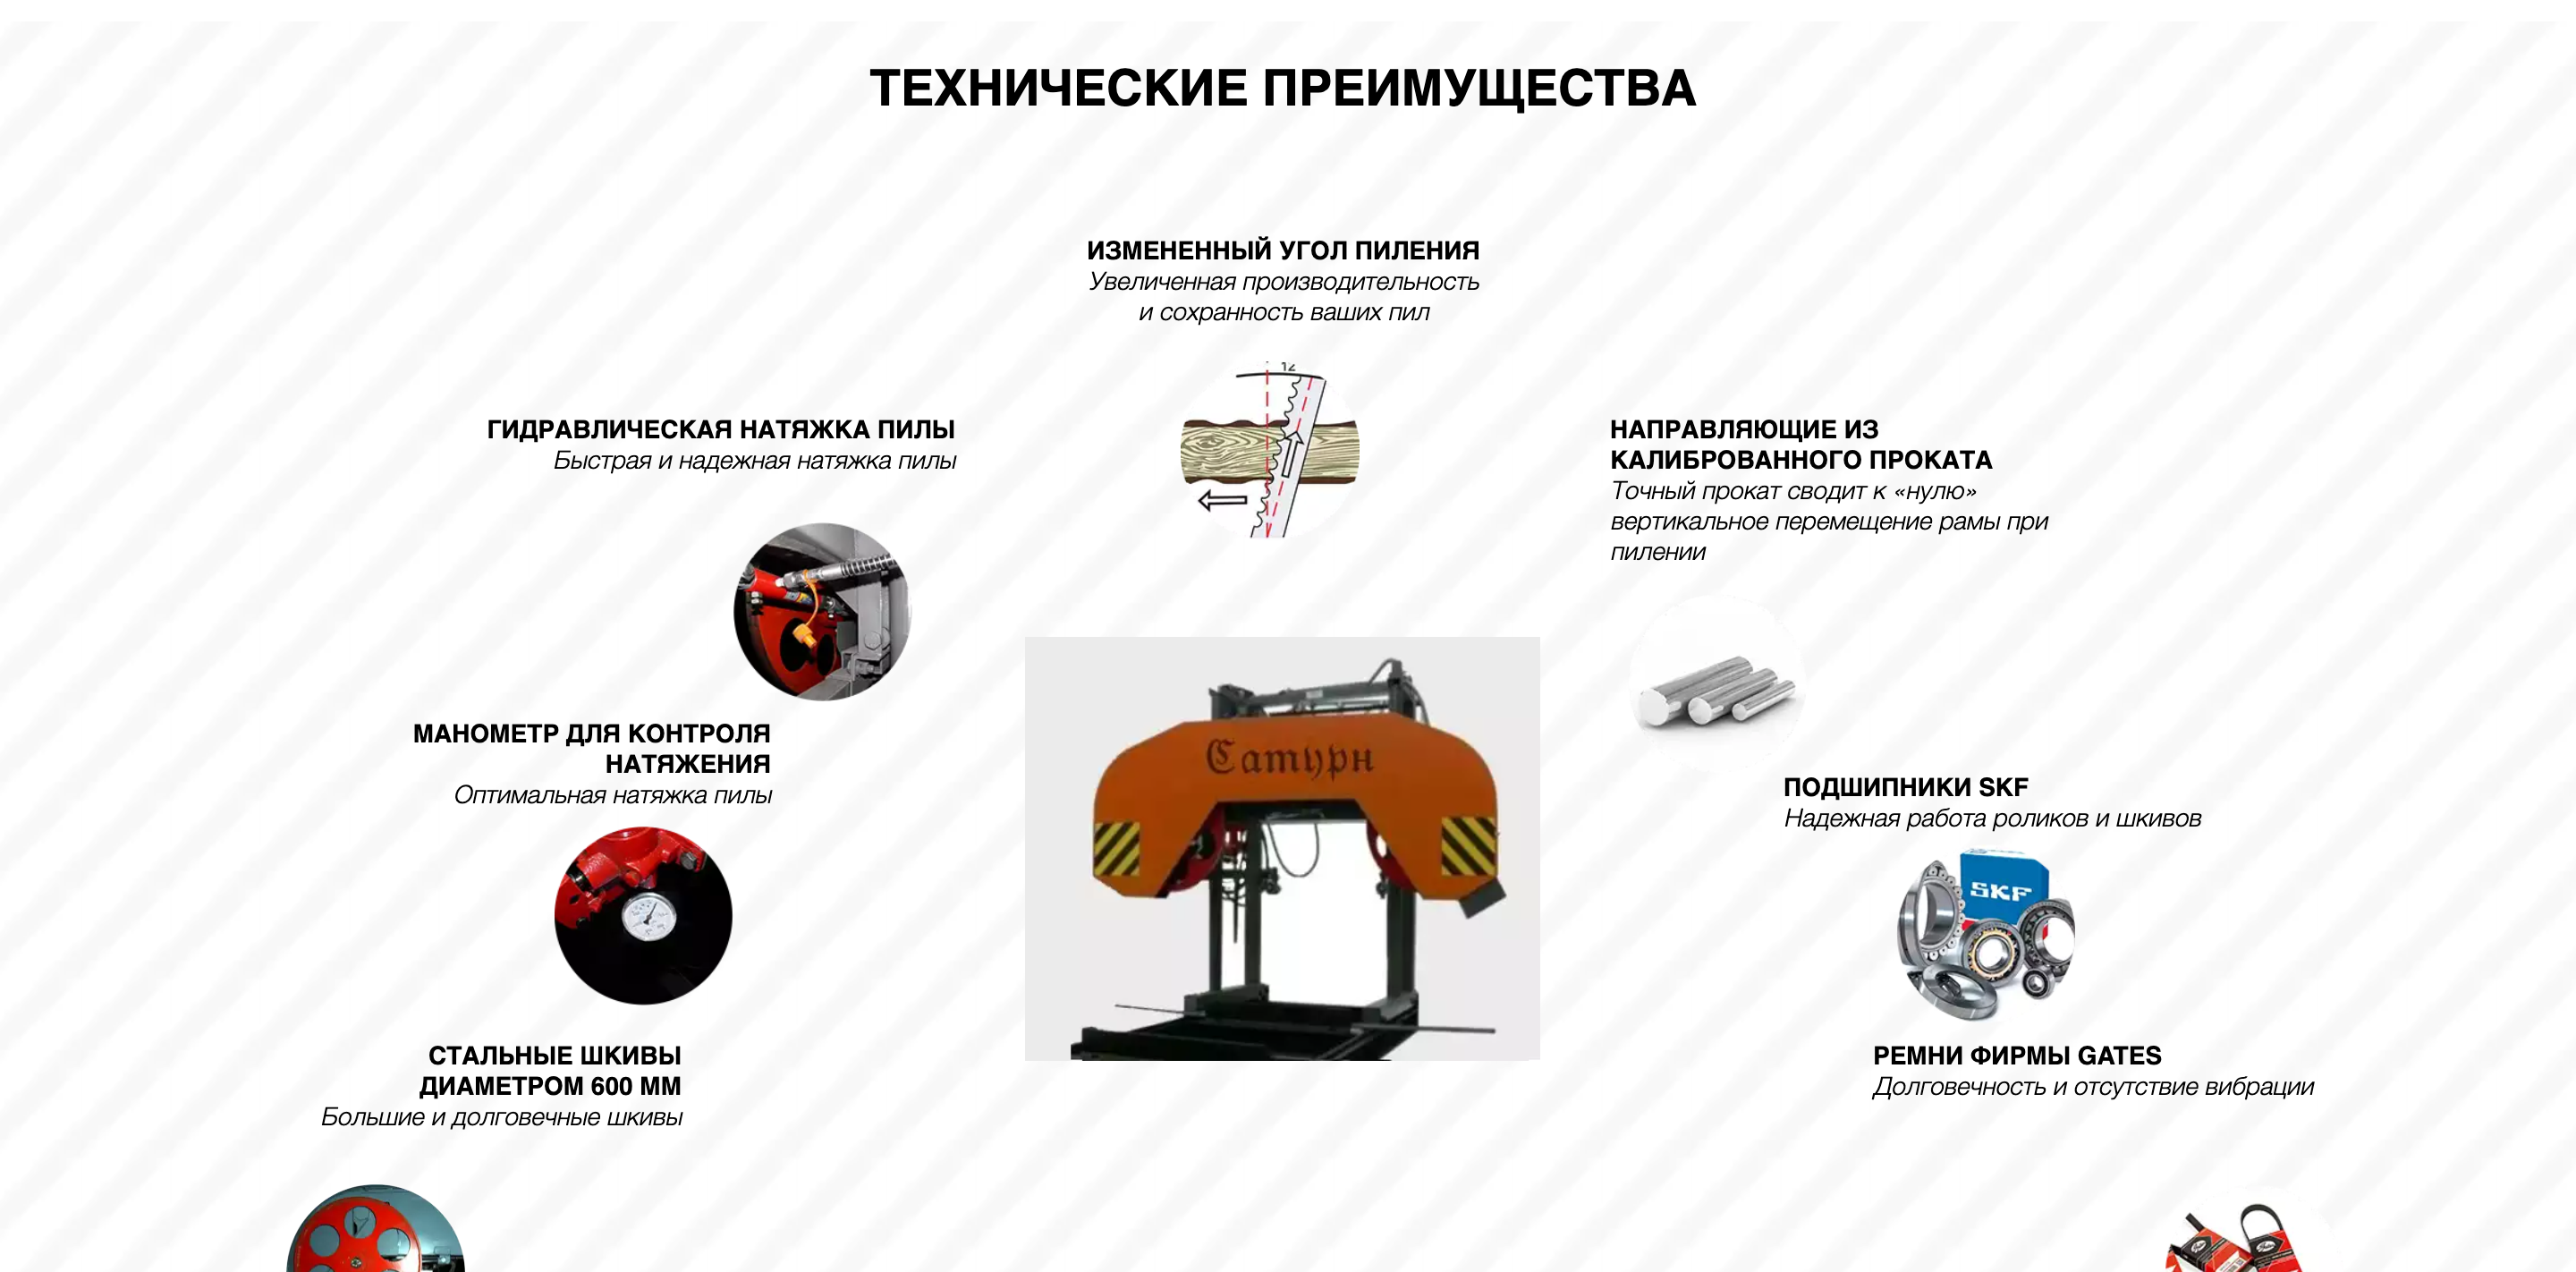 ТЕХНИЧЕСКИЕ ПРЕИМУЩЕСТВА
ИЗМЕНЕННЫЙ УГОЛ ПИЛЕНИЯ
Увеличенная производительность
и сохранность ваших пил
12
ГИДРАВЛИЧЕСКАЯ НАТЯЖКА ПИЛЫ
Быстрая и надежная натяжка пилы
НАПРАВЛЯЮЩИЕ ИЗ
КАЛИБРОВАННОГО ПРОКАТА
Точный прокат сводит к «нулю»
вертикальное перемещение рамы при
пилении
МАНОМЕТР ДЛЯ КОНТРОЛЯ
НАТЯЖЕНИЯ
Оптимальная натяжка пилы
Сатурн
ПОДШИПНИКИ SKF
Надежная работа роликов и шкивов
SKF
СТАЛЬНЫЕ ШКИВЫ
ДИАМЕТРОМ 600 ММ
Большие и долговечные шкивы
РЕМНИ ФИРМЫ GATES
Долговечность и отсутствие вибрации